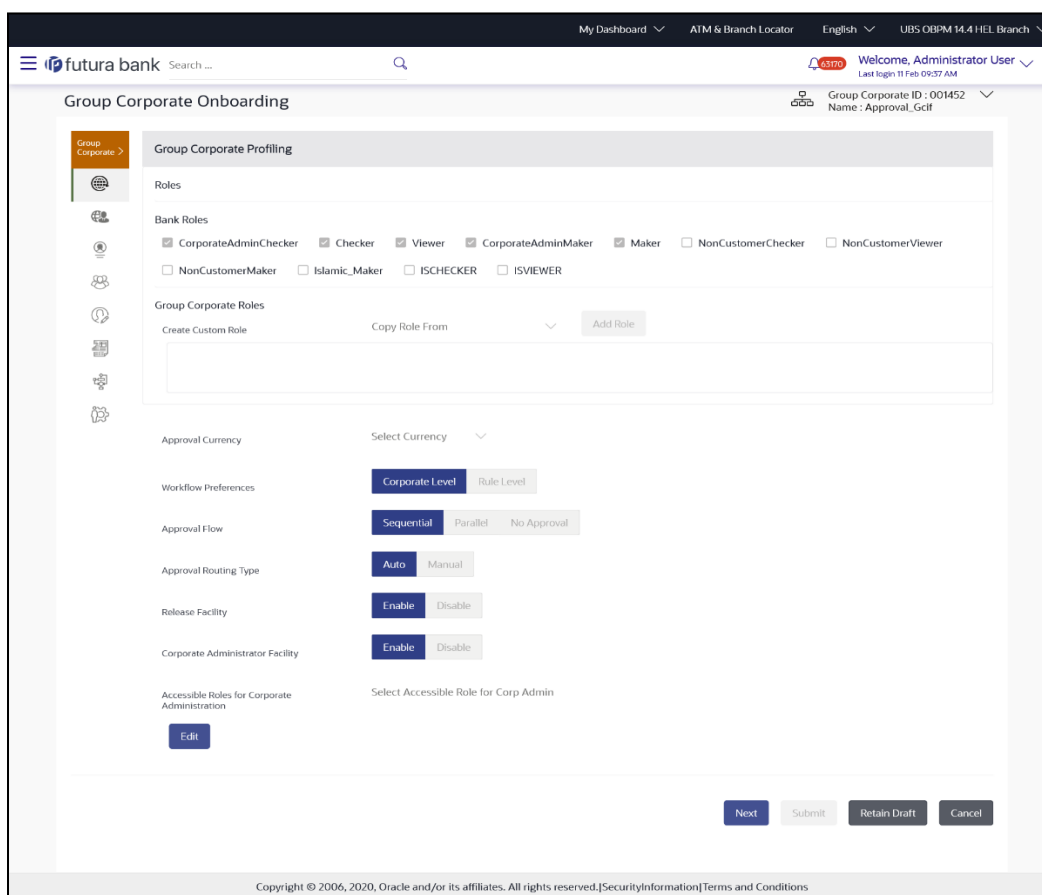 My Dashboard ATM & Branch Locator English UBS OBPM 14.4 HEL Branch
futura bank Search ... 63170 Welcome, Administrator User
Last login 11 Feb 09:37 AM
Group Corporate Onboarding
Group Corporate ID : 001452
Name : Approval_Gcif
Group
Corporate >
Group Corporate Profiling
Roles
Bank Roles
CorporateAdminChecker Checker Viewer CorporateAdminMaker Maker NonCustomerChecker NonCustomerViewer
NonCustomerMaker Islamic_Maker ISCHECKER ISVIEWER
Group Corporate Roles
Create Custom Role Copy Role From Add Role
Approval Currency Select Currency
Workflow Preferences Corporate Level Rule Level
Approval Flow Sequential Parallel No Approval
Approval Routing Type Auto Manual
Release Facility Enable Disable
Corporate Administrator Facility Enable Disable
Accessible Roles for Corporate
Administration
Select Accessible Role for Corp Admin
Edit
Next Submit Retain Draft Cancel
Copyright © 2006, 2020, Oracle and/or its affiliates. All rights reserved.|SecurityInformation|Terms and Conditions